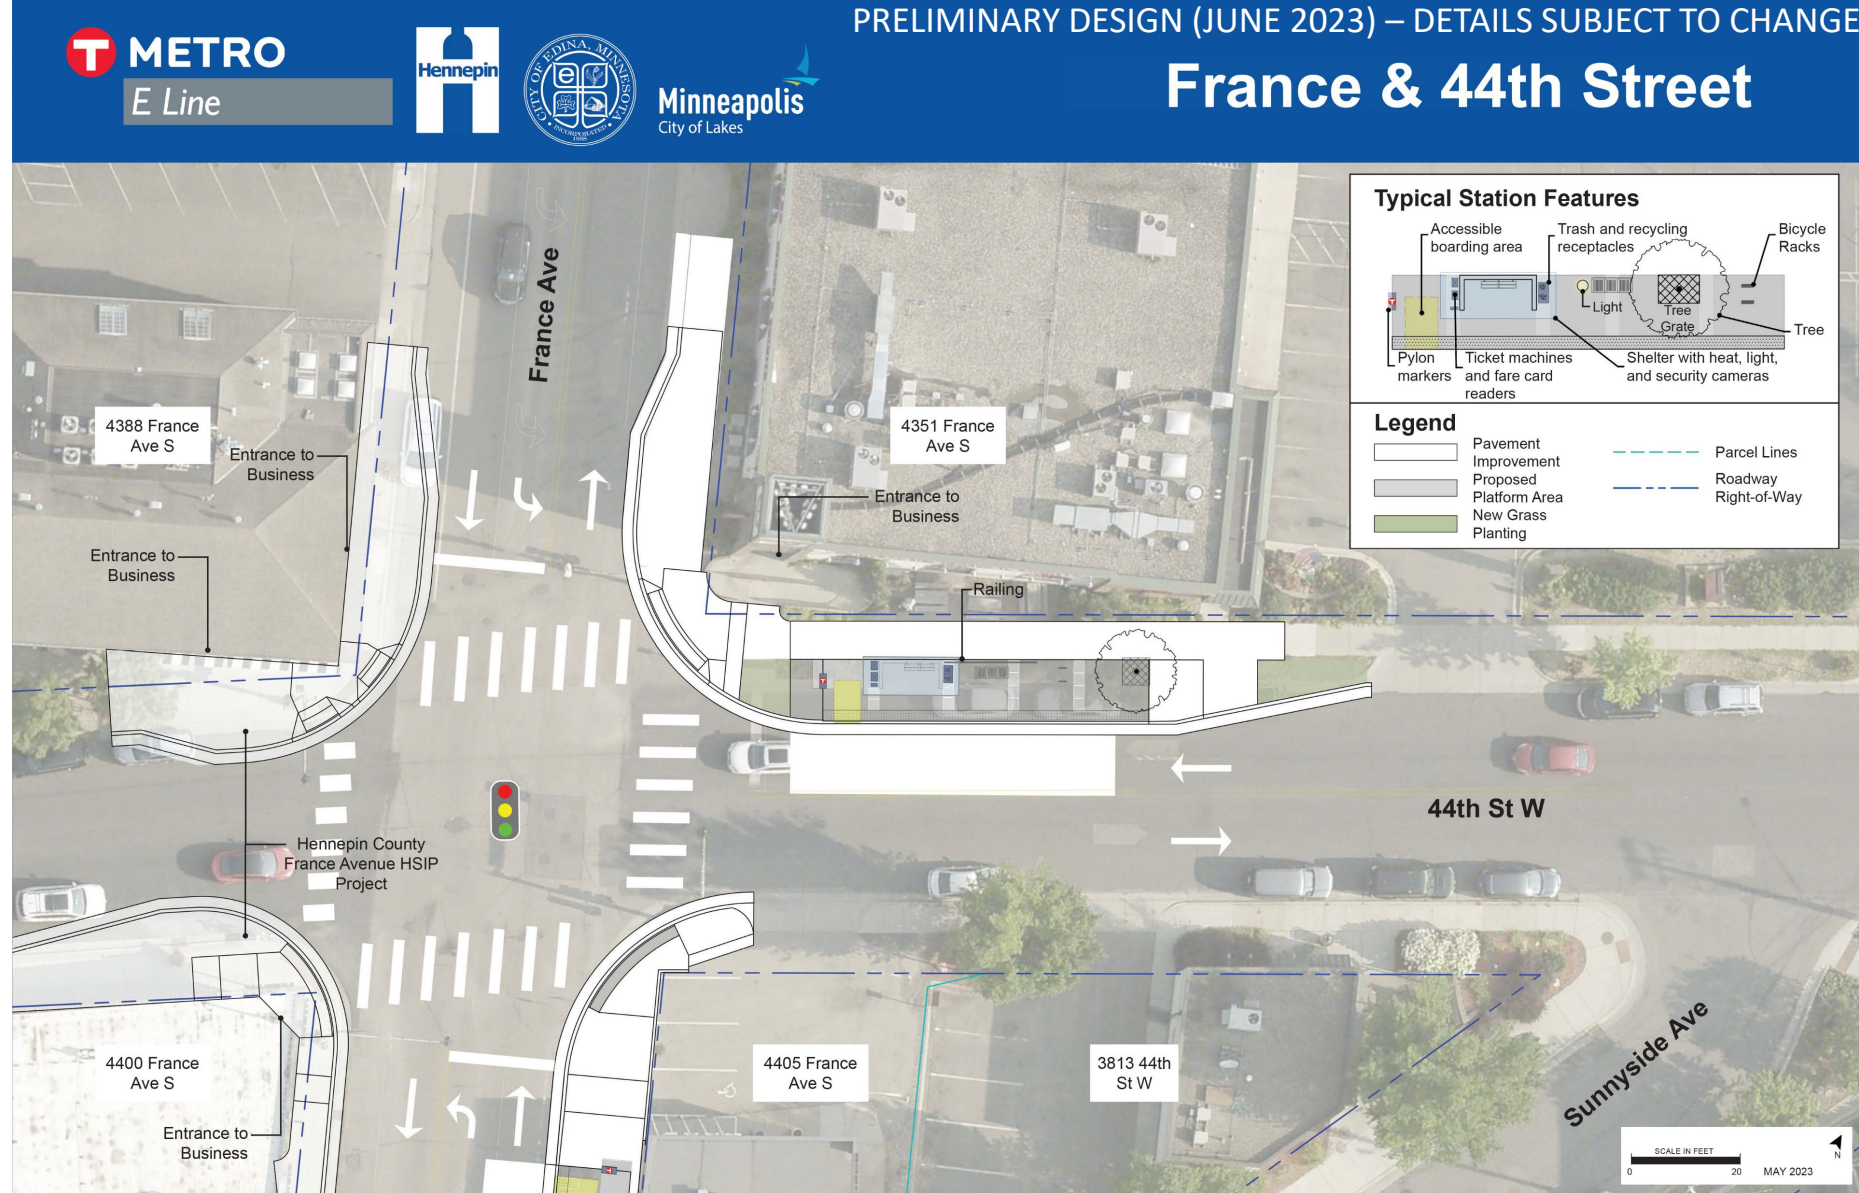 PRELIMINARY DESIGN (JUNE 2023) – DETAILS SUBJECT TO CHANGE
France & 44th Street
T METRO
E Line
Hennepin
CITY OF EDINA, MINNESOTA
e
INCORPORATED
1888
Minneapolis
City of Lakes
Typical Station Features
Accessible
boarding area
Trash and recycling
receptacles
Bicycle
Racks
T
Light
Tree
Grate
Tree
Pylon
markers
Ticket machines
and fare card
readers
Shelter with heat, light,
and security cameras
Legend
Pavement
Improvement
Proposed
Platform Area
New Grass
Planting
Parcel Lines
Roadway
Right-of-Way
France Ave
4388 France
Ave S
Entrance to
Business
Entrance to
Business
4351 France
Ave S
Entrance to
Business
Railing
T
44th St W
Hennepin County
France Avenue HSIP
Project
4400 France
Ave S
Entrance to
Business
4405 France
Ave S
3813 44th
St W
Sunnyside Ave
T
SCALE IN FEET
0 20
MAY 2023
N